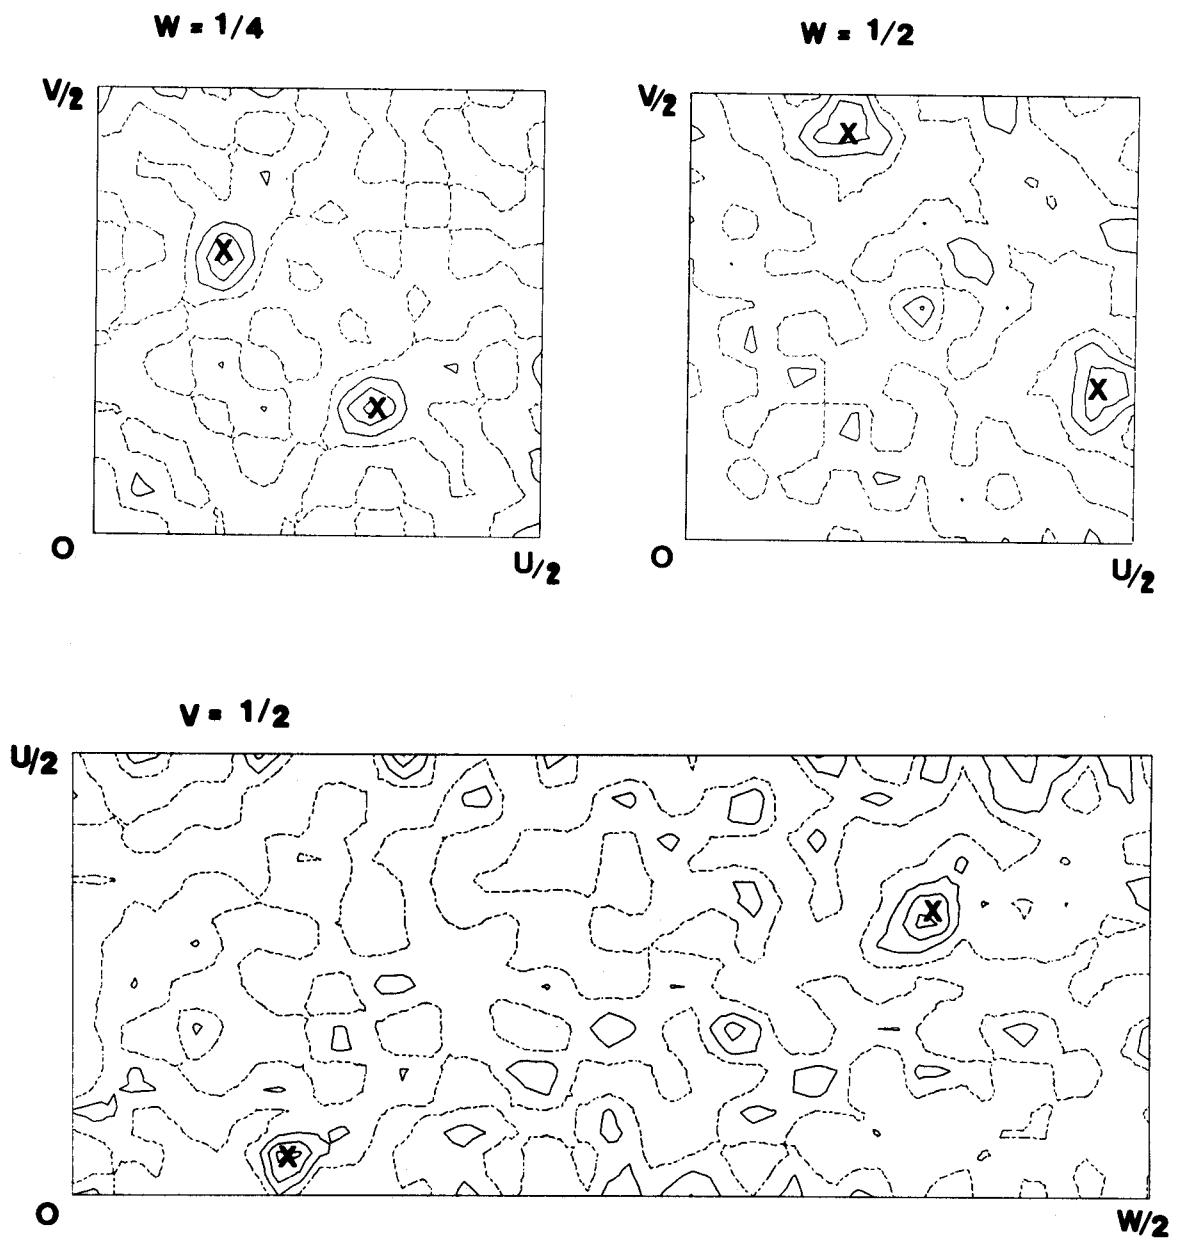 W = 1/4
W = 1/2
V/2
X
X
O
U/2
V/2
X
X
O
U/2
V = 1/2
U/2
X
X
O
W/2